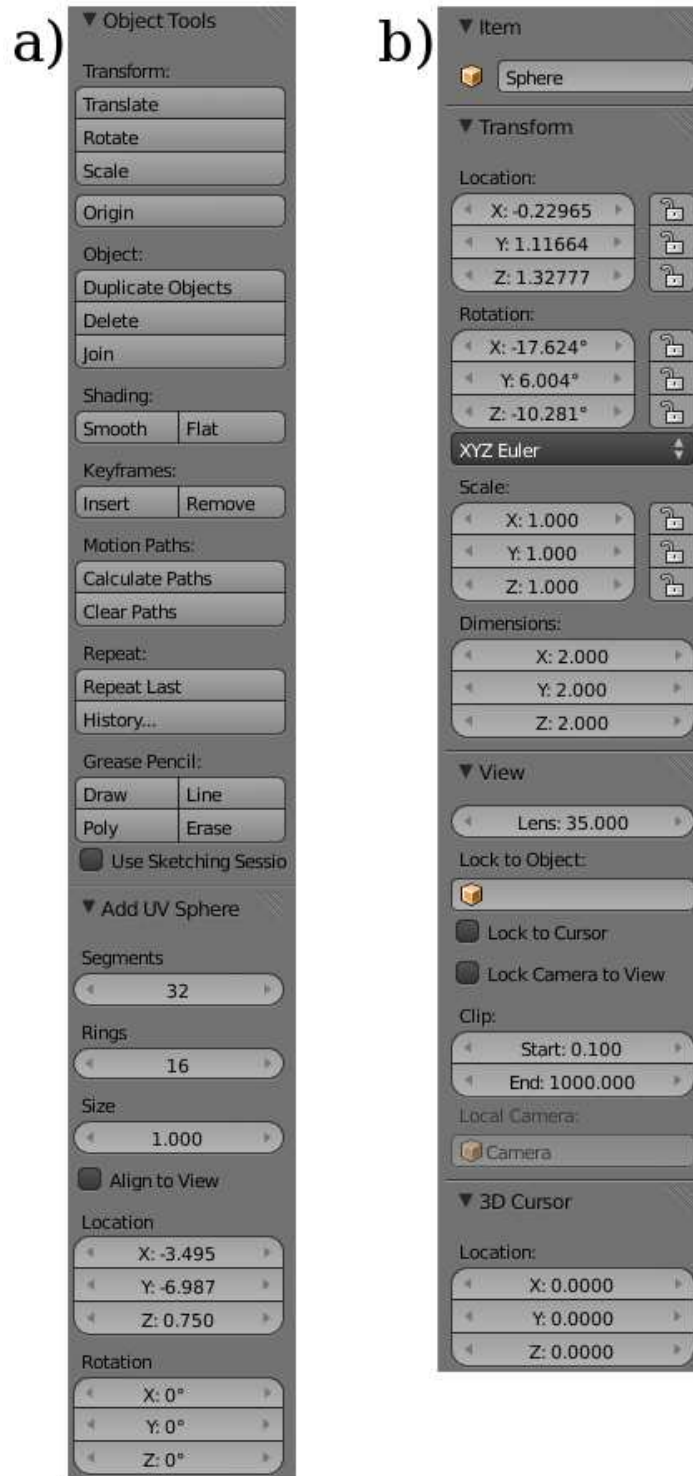 a)
Object Tools
Transform:
Translate
Rotate
Scale
Origin
Object:
Duplicate Objects
Delete
Join
Shading:
Smooth Flat
Keyframes:
Insert Remove
Motion Paths:
Calculate Paths
Clear Paths
Repeat:
Repeat Last
History...
Grease Pencil:
Draw Line
Poly Erase
Use Sketching Sessio
Add UV Sphere
Segments
32
Rings
16
Size
1.000
Align to View
Location
X: -3.495
Y: -6.987
Z: 0.750
Rotation
X: 0°
Y: 0°
Z: 0°
b)
Item
Sphere
Transform
Location:
X: -0.22965
Y: 1.11664
Z: 1.32777
Rotation:
X: -17.624°
Y: 6.004°
Z: -10.281°
XYZ Euler
Scale:
X: 1.000
Y: 1.000
Z: 1.000
Dimensions:
X: 2.000
Y: 2.000
Z: 2.000
View
Lens: 35.000
Lock to Object:
Lock to Cursor
Lock Camera to View
Clip:
Start: 0.100
End: 1000.000
Local Camera:
Camera
3D Cursor
Location:
X: 0.0000
Y: 0.0000
Z: 0.0000